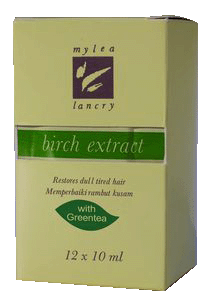 mylea
lancry
birch extract
Restores dull tired hair
Memperbaiki rambut kusam
with
Greentea
12 x 10 ml